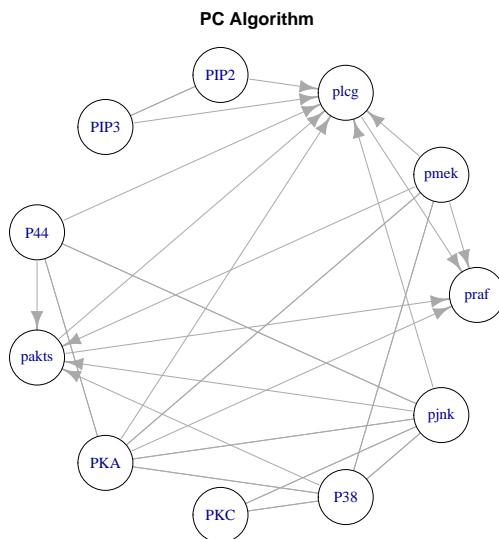 PC Algorithm
PIP2
plcg
PIP3
pmek
P44
praf
pakts
pjnk
PKA
P38
PKC